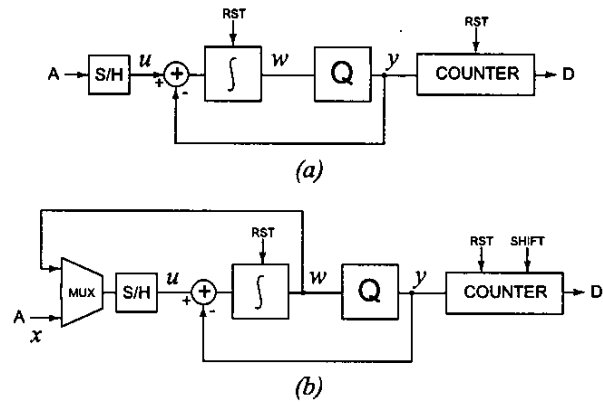 RST RST
A S/H u + + - ∫ w Q y COUNTER D
(a)
RST RST SHIFT
A x MUX S/H u + + - ∫ w Q y COUNTER D
(b)